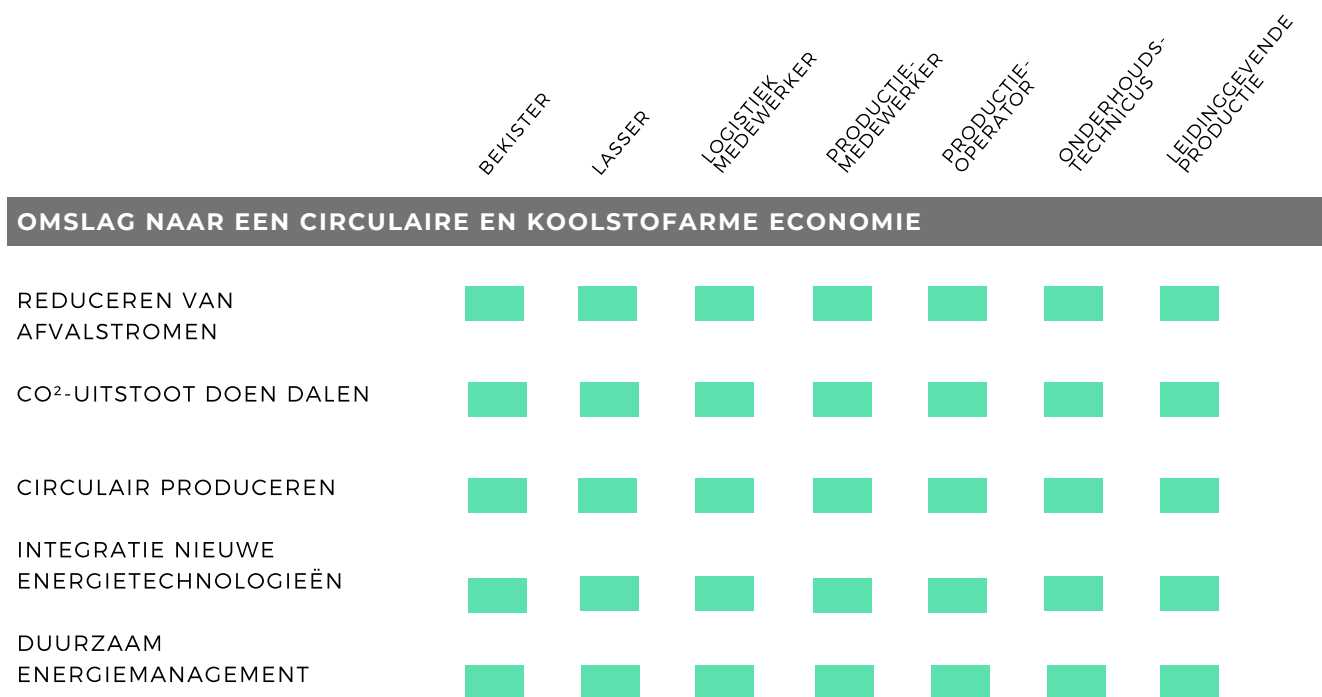 BEKISTER
LASSER
LOGISTIEK
MEDEWERKER
PRODUCTIE-
MEDEWERKER
PRODUCTIE-
OPERATOR
ONDERHOUDS-
TECHNICUS
LEIDINGGEVENDE
PRODUCTIE
OMSLAG NAAR EEN CIRCULAIRE EN KOOLSTOFARME ECONOMIE
REDUCEREN VAN
AFVALSTROMEN
CO²-UITSTOOT DOEN DALEN
CIRCULAIR PRODUCEREN
INTEGRATIE NIEUWE
ENERGIETECHNOLOGIEËN
DUURZAAM
ENERGIEMANAGEMENT